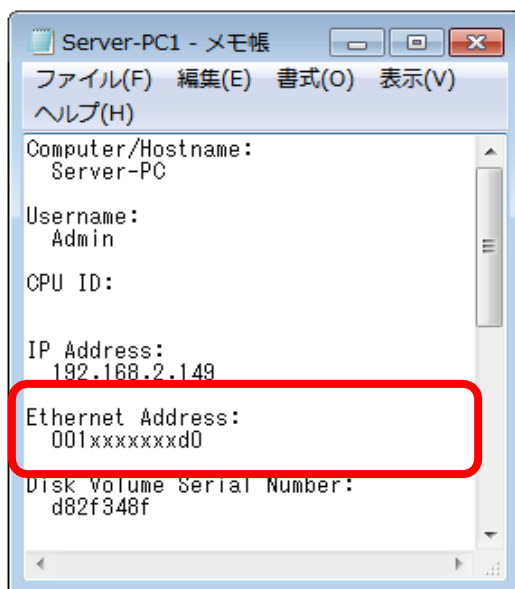 Server-PC1 - メモ帳
ファイル(F) 編集(E) 書式(O) 表示(V)
ヘルプ(H)
Computer/Hostname:
Server-PC
Username:
Admin
CPU ID:
IP Address:
192.168.2.149
Ethernet Address:
001xxxxxxxd0
Disk Volume Serial Number:
d82f348f